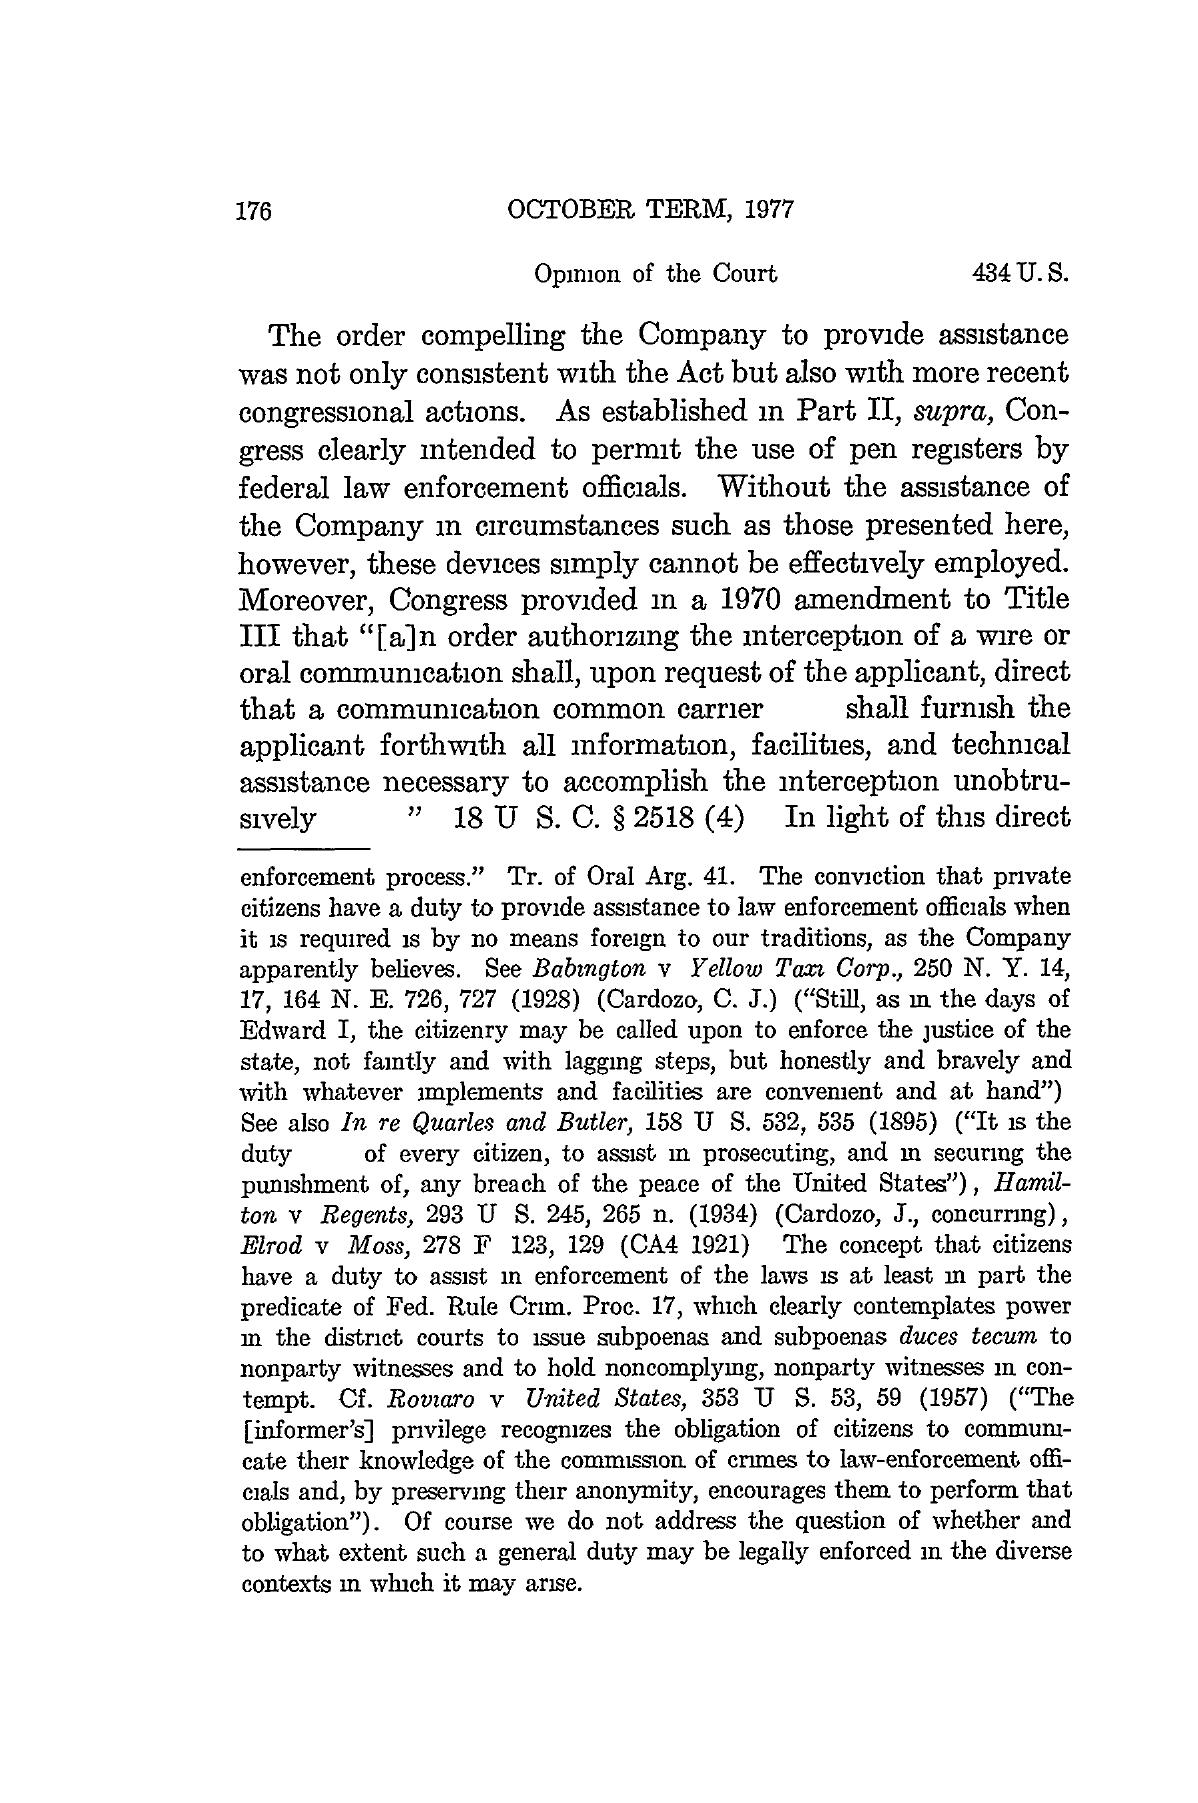 176 OCTOBER TERM, 1977
Opinion of the Court 434 U. S.
The order compelling the Company to provide assistance
was not only consistent with the Act but also with more recent
congressional actions. As established in Part II, supra, Con-
gress clearly intended to permit the use of pen registers by
federal law enforcement officials. Without the assistance of
the Company in circumstances such as those presented here,
however, these devices simply cannot be effectively employed.
Moreover, Congress provided in a 1970 amendment to Title
III that “[a]n order authorizing the interception of a wire or
oral communication shall, upon request of the applicant, direct
that a communication common carrier shall furnish the
applicant forthwith all information, facilities, and technical
assistance necessary to accomplish the interception unobtru-
sively ” 18 U S. C. § 2518 (4) In light of this direct
enforcement process.” Tr. of Oral Arg. 41. The conviction that private
citizens have a duty to provide assistance to law enforcement officials when
it is required is by no means foreign to our traditions, as the Company
apparently believes. See Babington v Yellow Taxi Corp., 250 N. Y. 14,
17, 164 N. E. 726, 727 (1928) (Cardozo, C. J.) (“Still, as in the days of
Edward I, the citizenry may be called upon to enforce the justice of the
state, not faintly and with lagging steps, but honestly and bravely and
with whatever implements and facilities are convenient and at hand”)
See also In re Quarles and Butler, 158 U S. 532, 535 (1895) (“It is the
duty of every citizen, to assist in prosecuting, and in securing the
punishment of, any breach of the peace of the United States”), Hamil-
ton v Regents, 293 U S. 245, 265 n. (1934) (Cardozo, J., concurring),
Elrod v Moss, 278 F 123, 129 (CA4 1921) The concept that citizens
have a duty to assist in enforcement of the laws is at least in part the
predicate of Fed. Rule Crim. Proc. 17, which clearly contemplates power
in the district courts to issue subpoenas and subpoenas duces tecum to
nonparty witnesses and to hold noncomplying, nonparty witnesses in con-
tempt. Cf. Roviaro v United States, 353 U S. 53, 59 (1957) (“The
[informer’s] privilege recognizes the obligation of citizens to communi-
cate their knowledge of the commission of crimes to law-enforcement offi-
cials and, by preserving their anonymity, encourages them to perform that
obligation”). Of course we do not address the question of whether and
to what extent such a general duty may be legally enforced in the diverse
contexts in which it may arise.